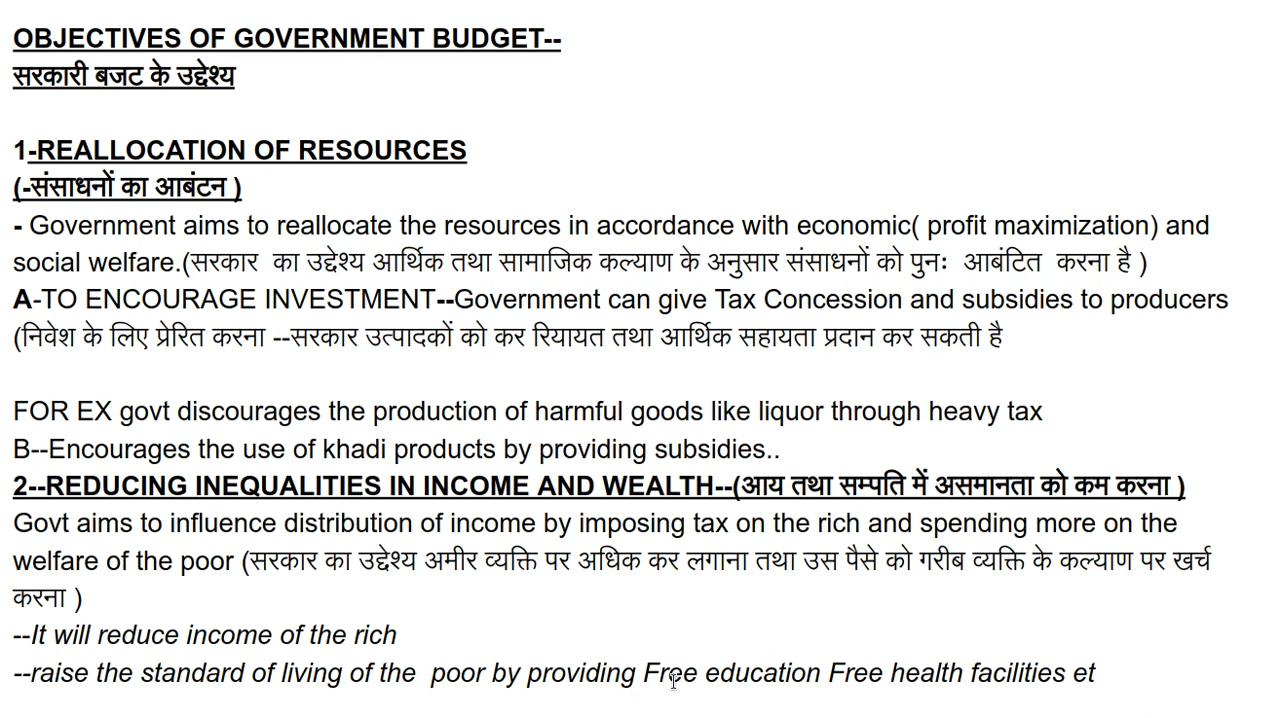 OBJECTIVES OF GOVERNMENT BUDGET--
सरकारी बजट के उद्देश्य
1-REALLOCATION OF RESOURCES
(-संसाधनों का आबंटन )
- Government aims to reallocate the resources in accordance with economic( profit maximization) and
social welfare.(सरकार का उद्देश्य आर्थिक तथा सामाजिक कल्याण के अनुसार संसाधनों को पुनः आबंटित करना है )
A-TO ENCOURAGE INVESTMENT--Government can give Tax Concession and subsidies to producers
(निवेश के लिए प्रेरित करना --सरकार उत्पादकों को कर रियायत तथा आर्थिक सहायता प्रदान कर सकती है
FOR EX govt discourages the production of harmful goods like liquor through heavy tax
B--Encourages the use of khadi products by providing subsidies..
2--REDUCING INEQUALITIES IN INCOME AND WEALTH--(आय तथा सम्पति में असमानता को कम करना )
Govt aims to influence distribution of income by imposing tax on the rich and spending more on the
welfare of the poor (सरकार का उद्देश्य अमीर व्यक्ति पर अधिक कर लगाना तथा उस पैसे को गरीब व्यक्ति के कल्याण पर खर्च
करना )
--It will reduce income of the rich
--raise the standard of living of the poor by providing Free education Free health facilities et